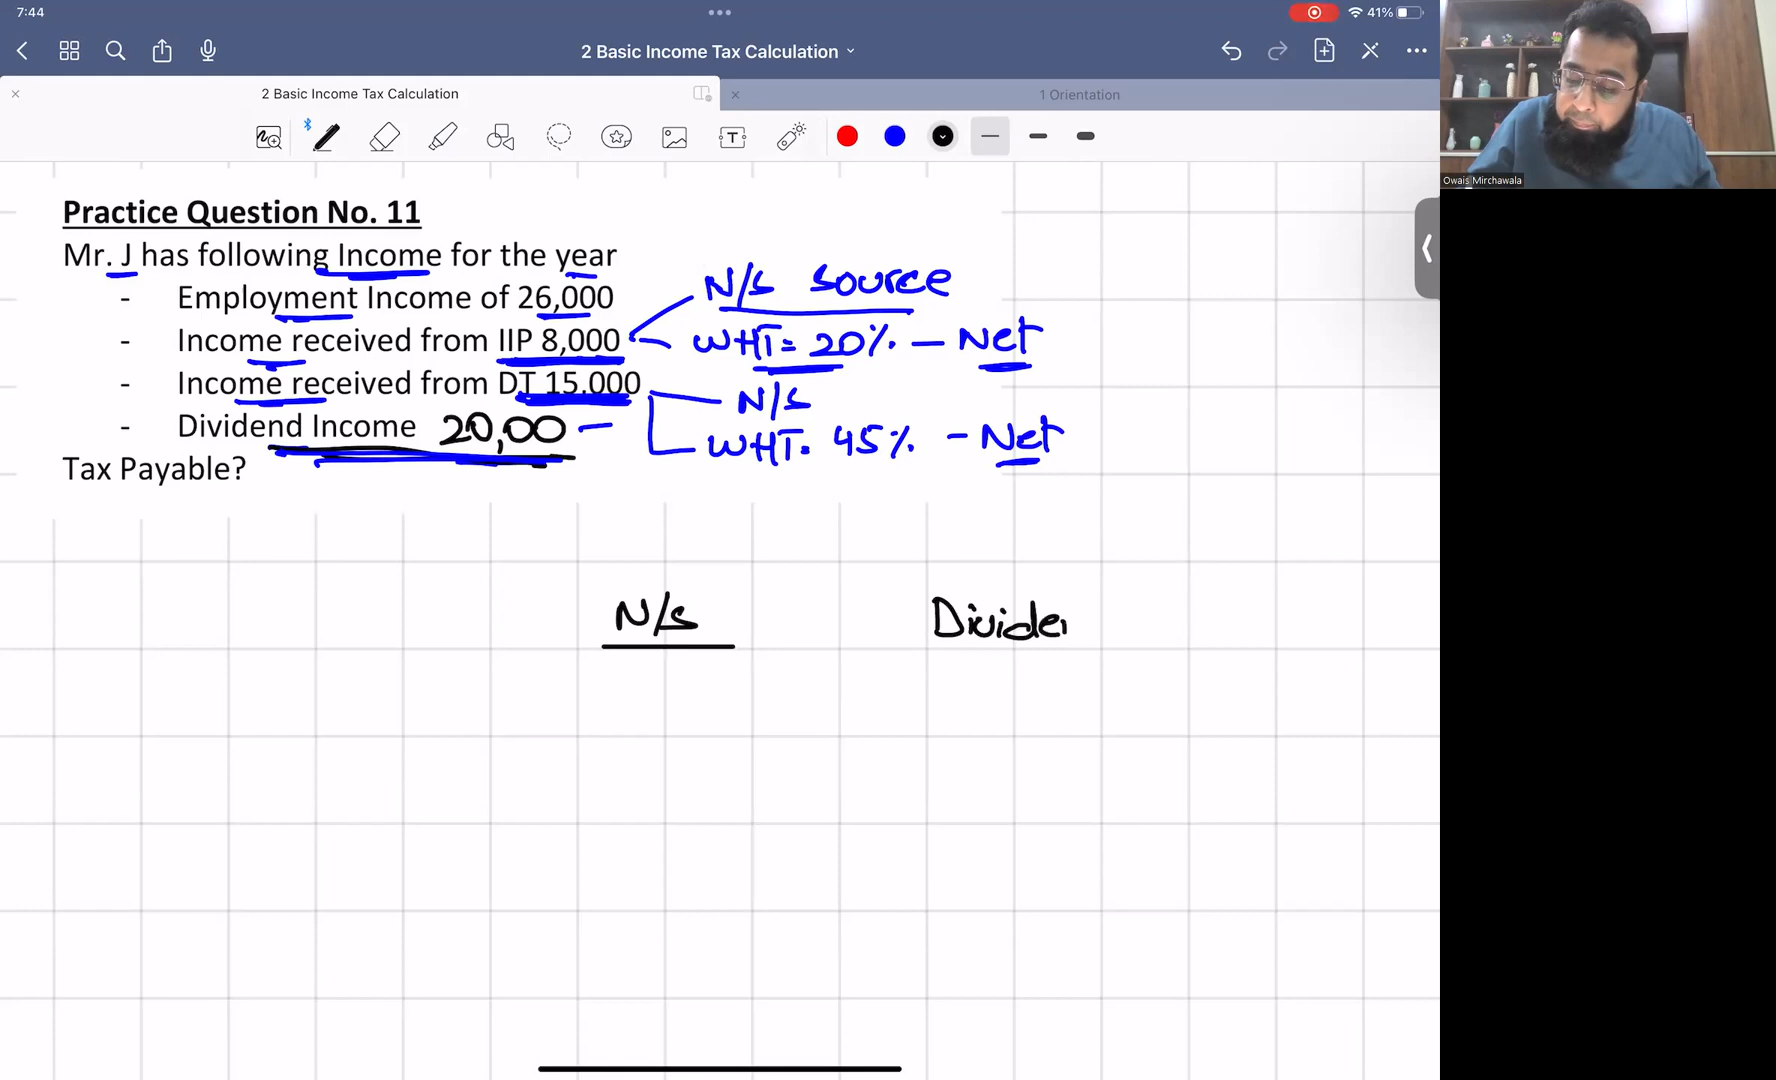 7:44
41%
2 Basic Income Tax Calculation
2 Basic Income Tax Calculation
1 Orientation
T
Owais Mirchawala
Practice Question No. 11
Mr. J has following Income for the year
- Employment Income of 26,000
- Income received from IIP 8,000
- Income received from DT 15,000
- Dividend Income 20,00
Tax Payable?
N/S source
WHT = 20% - Net
N/S
WHT = 45% - Net
N/S Divider